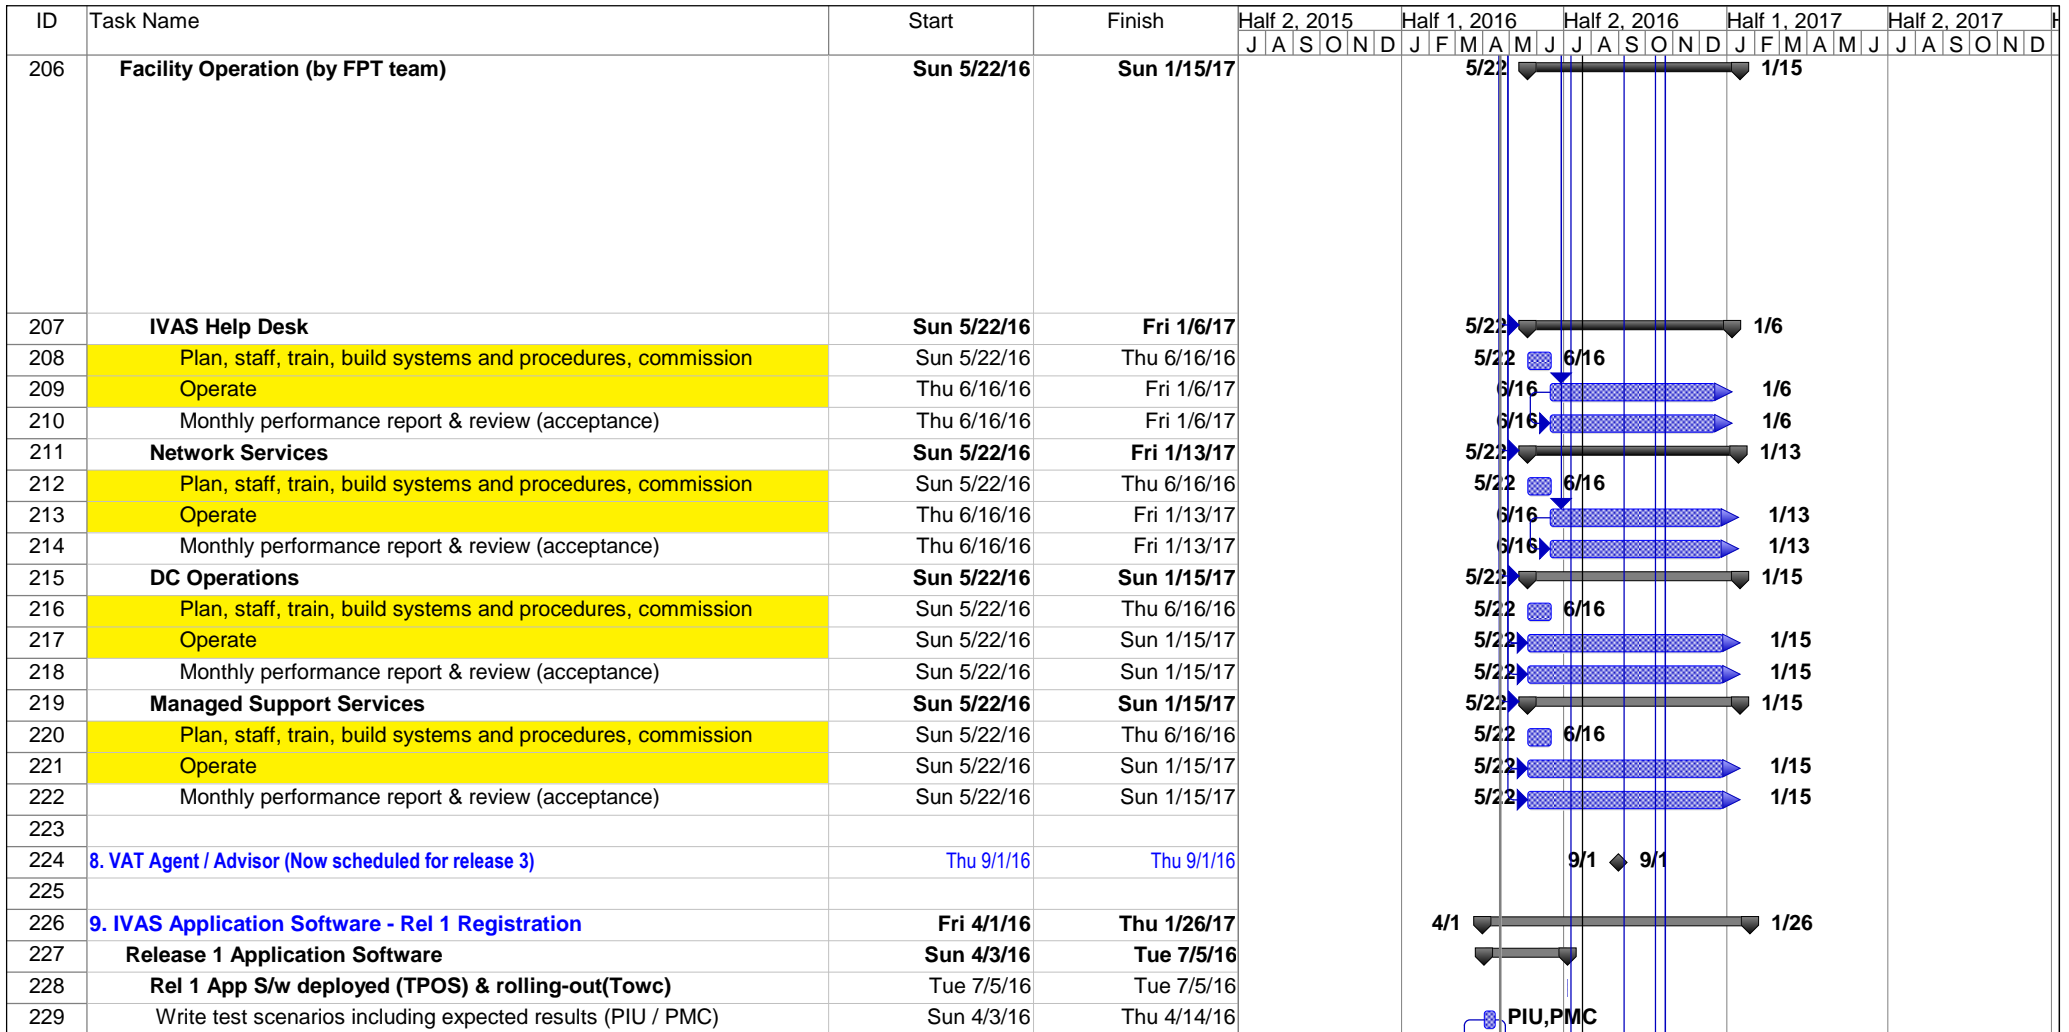 ID Task Name Start Finish Half 2, 2015 Half 1, 2016 Half 2, 2016 Half 1, 2017 Half 2, 2017
J A S O N D J F M A M J J A S O N D J F M A M J J A S O N D
206 Facility Operation (by FPT team) Sun 5/22/16 Sun 1/15/17 5/22 1/15
207 IVAS Help Desk Sun 5/22/16 Fri 1/6/17 5/22 1/6
208 Plan, staff, train, build systems and procedures, commission Sun 5/22/16 Thu 6/16/16 5/22 6/16
209 Operate Thu 6/16/16 Fri 1/6/17 6/16 1/6
210 Monthly performance report & review (acceptance) Thu 6/16/16 Fri 1/6/17 6/16 1/6
211 Network Services Sun 5/22/16 Fri 1/13/17 5/22 1/13
212 Plan, staff, train, build systems and procedures, commission Sun 5/22/16 Thu 6/16/16 5/22 6/16
213 Operate Thu 6/16/16 Fri 1/13/17 6/16 1/13
214 Monthly performance report & review (acceptance) Thu 6/16/16 Fri 1/13/17 6/16 1/13
215 DC Operations Sun 5/22/16 Sun 1/15/17 5/22 1/15
216 Plan, staff, train, build systems and procedures, commission Sun 5/22/16 Thu 6/16/16 5/22 6/16
217 Operate Sun 5/22/16 Sun 1/15/17 5/22 1/15
218 Monthly performance report & review (acceptance) Sun 5/22/16 Sun 1/15/17 5/22 1/15
219 Managed Support Services Sun 5/22/16 Sun 1/15/17 5/22 1/15
220 Plan, staff, train, build systems and procedures, commission Sun 5/22/16 Thu 6/16/16 5/22 6/16
221 Operate Sun 5/22/16 Sun 1/15/17 5/22 1/15
222 Monthly performance report & review (acceptance) Sun 5/22/16 Sun 1/15/17 5/22 1/15
223
224 8. VAT Agent / Advisor (Now scheduled for release 3) Thu 9/1/16 Thu 9/1/16 9/1 9/1
225
226 9. IVAS Application Software - Rel 1 Registration Fri 4/1/16 Thu 1/26/17 4/1 1/26
227 Release 1 Application Software Sun 4/3/16 Tue 7/5/16
228 Rel 1 App S/w deployed (TPOS) & rolling-out(Towc) Tue 7/5/16 Tue 7/5/16
229 Write test scenarios including expected results (PIU / PMC) Sun 4/3/16 Thu 4/14/16 PIU,PMC